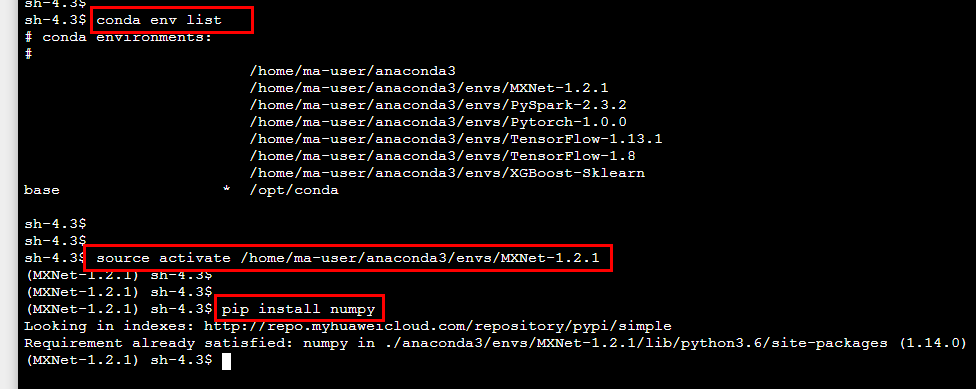 sh-4.3$
sh-4.3$ conda env list
# conda environments:
#
/home/ma-user/anaconda3
/home/ma-user/anaconda3/envs/MXNet-1.2.1
/home/ma-user/anaconda3/envs/PySpark-2.3.2
/home/ma-user/anaconda3/envs/Pytorch-1.0.0
/home/ma-user/anaconda3/envs/TensorFlow-1.13.1
/home/ma-user/anaconda3/envs/TensorFlow-1.8
/home/ma-user/anaconda3/envs/XGBoost-Sklearn
base * /opt/conda
sh-4.3$
sh-4.3$
sh-4.3$ source activate /home/ma-user/anaconda3/envs/MXNet-1.2.1
(MXNet-1.2.1) sh-4.3$
(MXNet-1.2.1) sh-4.3$
(MXNet-1.2.1) sh-4.3$ pip install numpy
Looking in indexes: http://repo.myhuaweicloud.com/repository/pypi/simple
Requirement already satisfied: numpy in ./anaconda3/envs/MXNet-1.2.1/lib/python3.6/site-packages (1.14.0)
(MXNet-1.2.1) sh-4.3$